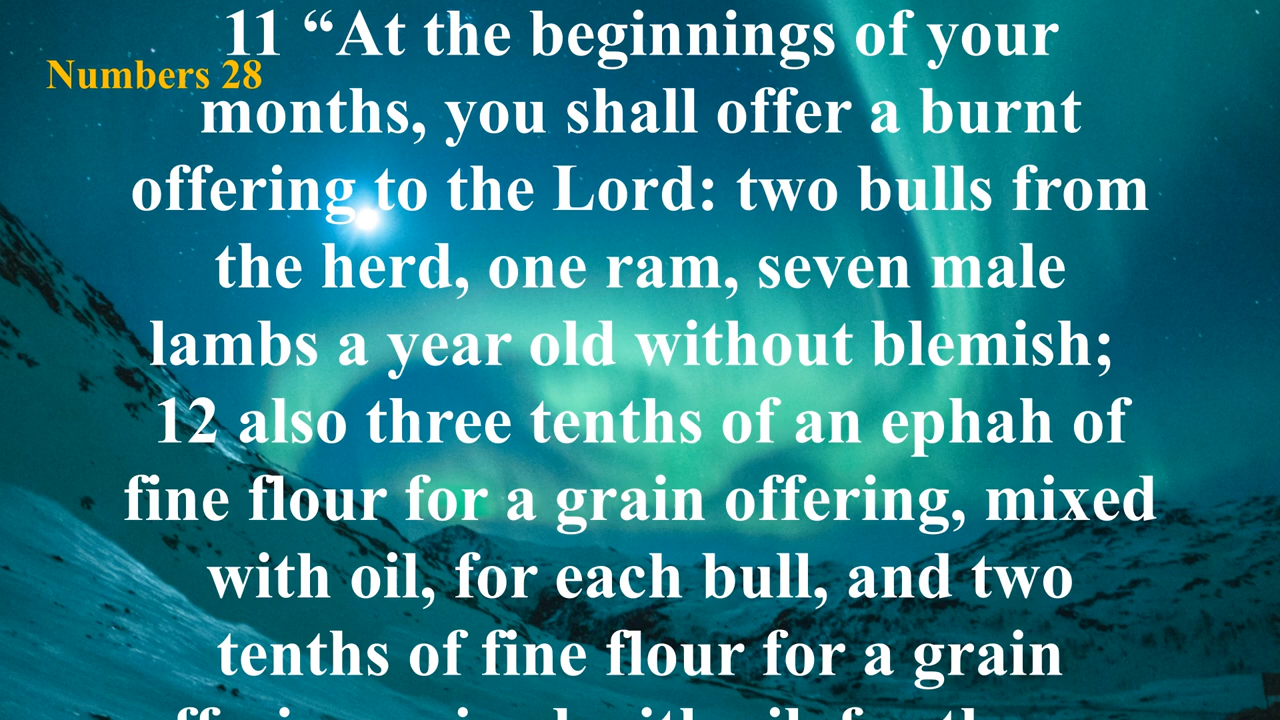 11 “At the beginnings of your
Numbers 28
months, you shall offer a burnt
offering to the Lord: two bulls from
the herd, one ram, seven male
lambs a year old without blemish;
12 also three tenths of an ephah of
fine flour for a grain offering, mixed
with oil, for each bull, and two
tenths of fine flour for a grain